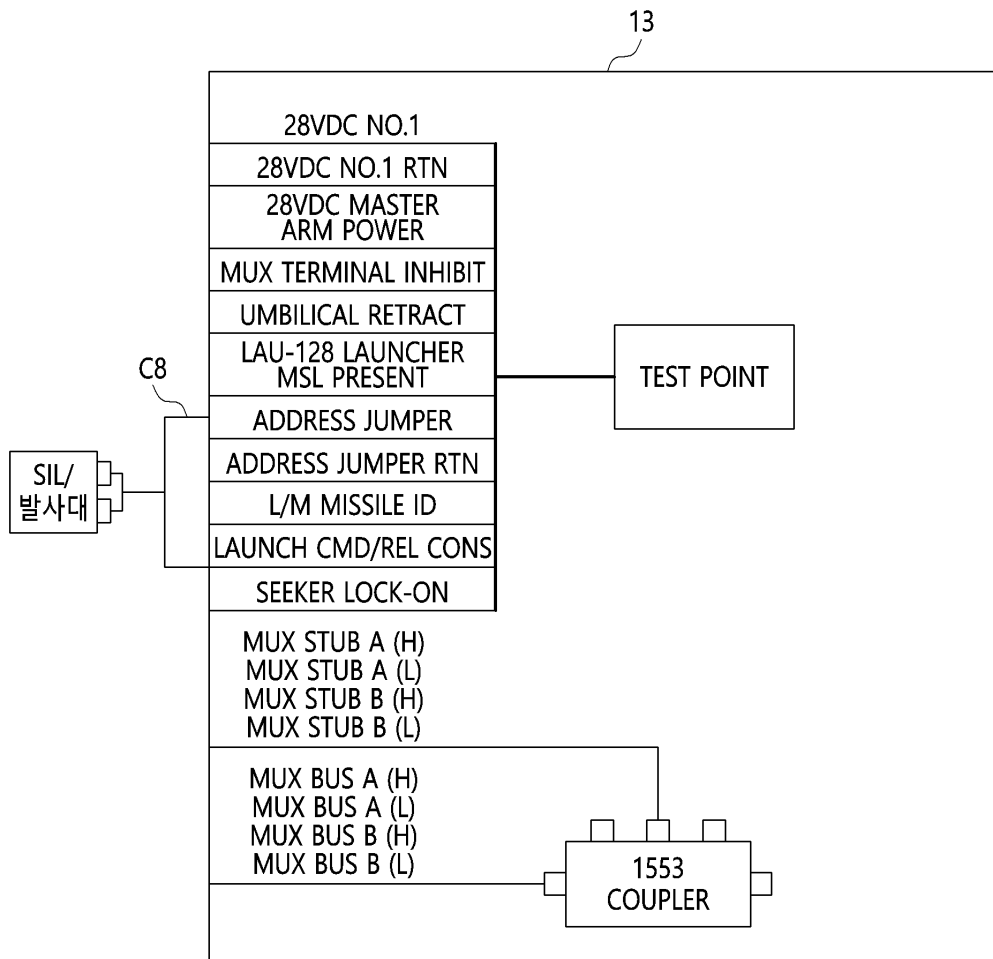 13
28VDC NO.1
28VDC NO.1 RTN
28VDC MASTER
ARM POWER
MUX TERMINAL INHIBIT
UMBILICAL RETRACT
LAU-128 LAUNCHER
MSL PRESENT
C8
ADDRESS JUMPER
ADDRESS JUMPER RTN
L/M MISSILE ID
LAUNCH CMD/REL CONS
SEEKER LOCK-ON
TEST POINT
SIL/
발사대
MUX STUB A (H)
MUX STUB A (L)
MUX STUB B (H)
MUX STUB B (L)
MUX BUS A (H)
MUX BUS A (L)
MUX BUS B (H)
MUX BUS B (L)
1553
COUPLER